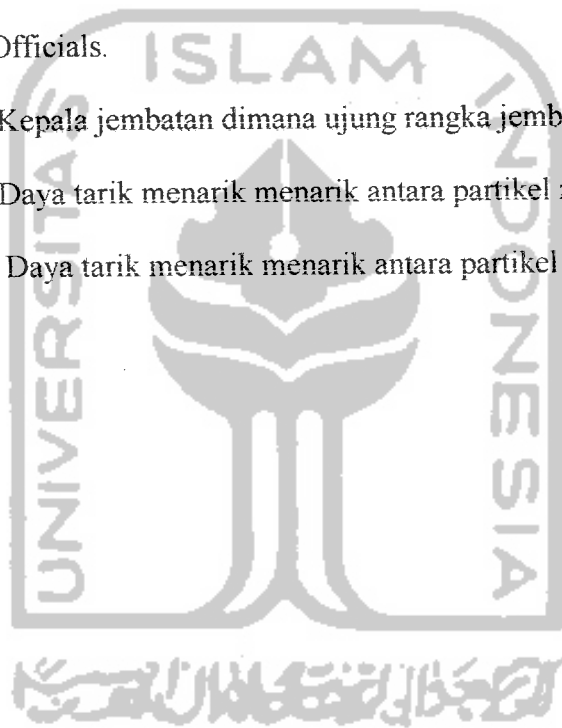 Officials.
ISLAM
Kepala jembatan dimana ujung rangka
Daya tarik menarik menarik antara partikel
Daya tarik menarik menarik antara partikel
UNIVERSITAS
INDONESIA